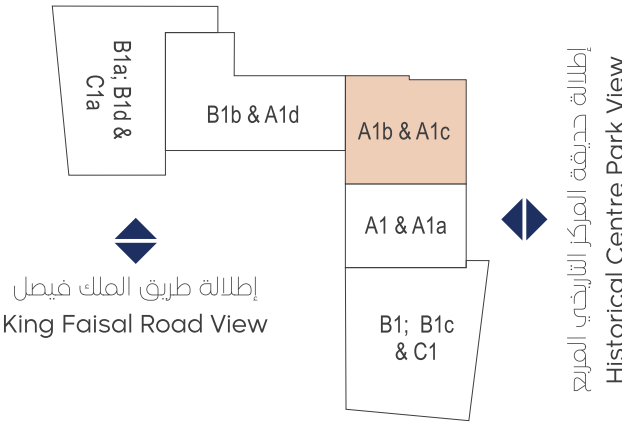 B1a; B1d &
C1a
B1b & A1d
A1b & A1c
A1 & A1a
B1; B1c
& C1
إطلالة طريق الملك فيصل
King Faisal Road View
إطلالة حديقة المركز التاريخي المربع
Historical Centre Park View